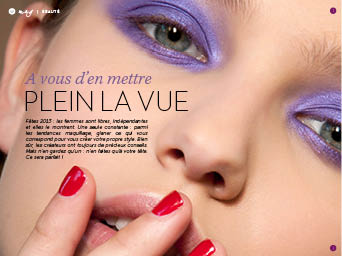 BEAUTÉ
A vous d'en mettre
PLEIN LA VUE
Fêtes 2013 : les femmes sont libres, indépendantes
et elles le montrent. Une seule constante : parmi
les tendances maquillage, glaner ce qui vous
correspond pour vous créer votre propre style. Bien
sûr, les créateurs ont toujours de précieux conseils.
Mais n'en gardez qu'un : n'en faites qu'à votre tête.
Ce sera parfait !